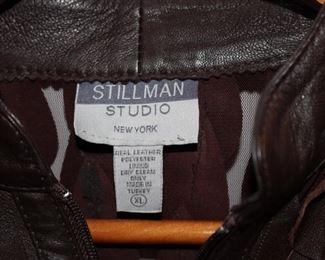 STILLMAN
STUDIO
NEW YORK
REAL LEATHER
POLYESTER
LINING
DRY CLEAN
ONLY
MADE IN
TURKEY
XL